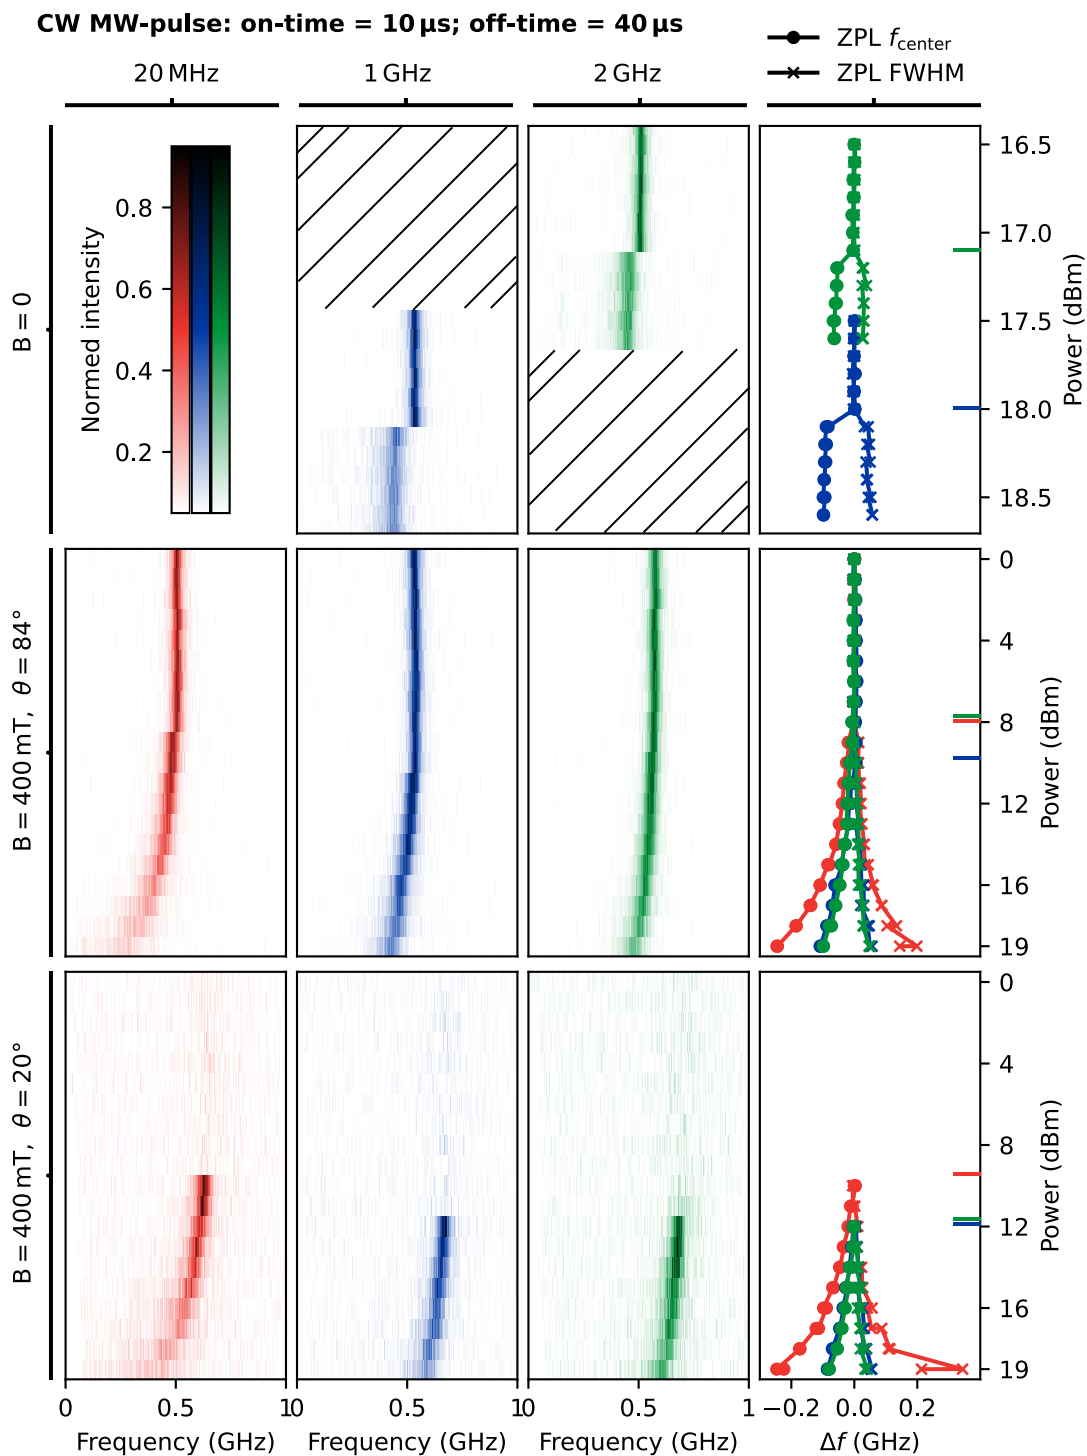 CW MW-pulse: on-time = 10 µs; off-time = 40 µs
ZPL f_center
ZPL FWHM
20 MHz
1 GHz
2 GHz
B = 0
Normed intensity
0.8
0.6
0.4
0.2
16.5
17.0
17.5
18.0
18.5
Power (dBm)
B = 400 mT, θ = 84°
0
4
8
12
16
19
Power (dBm)
B = 400 mT, θ = 20°
0
4
8
12
16
19
Power (dBm)
0 0.5 1
0 0.5 1
0 0.5 1
−0.2 0.0 0.2
Frequency (GHz)
Frequency (GHz)
Frequency (GHz)
Δf (GHz)